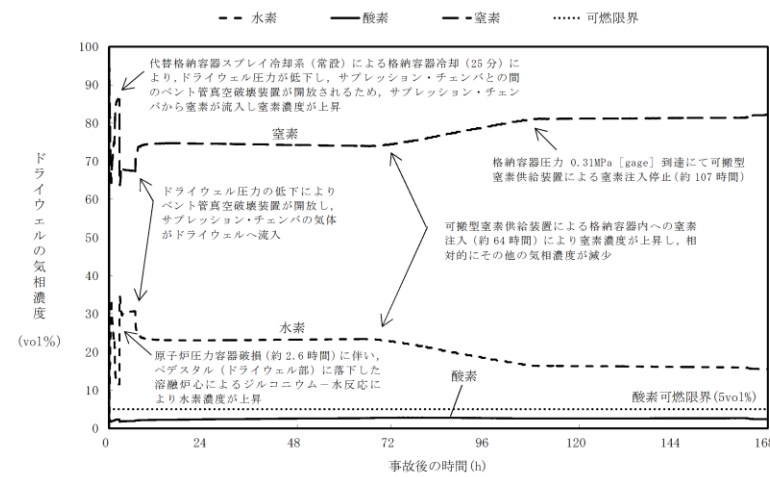 水素 酸素 窒素 可燃限界
100
90
80
70
60
50
40
30
20
10
0
ドライウェルの気相濃度
(vol%)
代替格納容器スプレイ冷却系（常設）による格納容器冷却（25分）に
より，ドライウェル圧力が低下し，サプレッション・チェンバとの間
のベント管真空破壊装置が開放されるため，サプレッション・チェン
バから窒素が流入し窒素濃度が上昇
窒素
格納容器圧力 0.31MPa［gage］到達にて可搬型
窒素供給装置による窒素注入停止(約107時間)
ドライウェル圧力の低下により
ベント管真空破壊装置が開放し，
サプレッション・チェンバの気体
がドライウェルへ流入
可搬型窒素供給装置による格納容器内への窒素
注入（約64時間）により窒素濃度が上昇し，相
対的にその他の気相濃度が減少
水素
原子炉圧力容器破損(約2.6時間)に伴い，
ペデスタル（ドライウェル部）に落下した
溶融炉心によるジルコニウム－水反応に
より水素濃度が上昇
酸素
酸素可燃限界(5vol%)
0 24 48 72 96 120 144 168
事故後の時間(h)